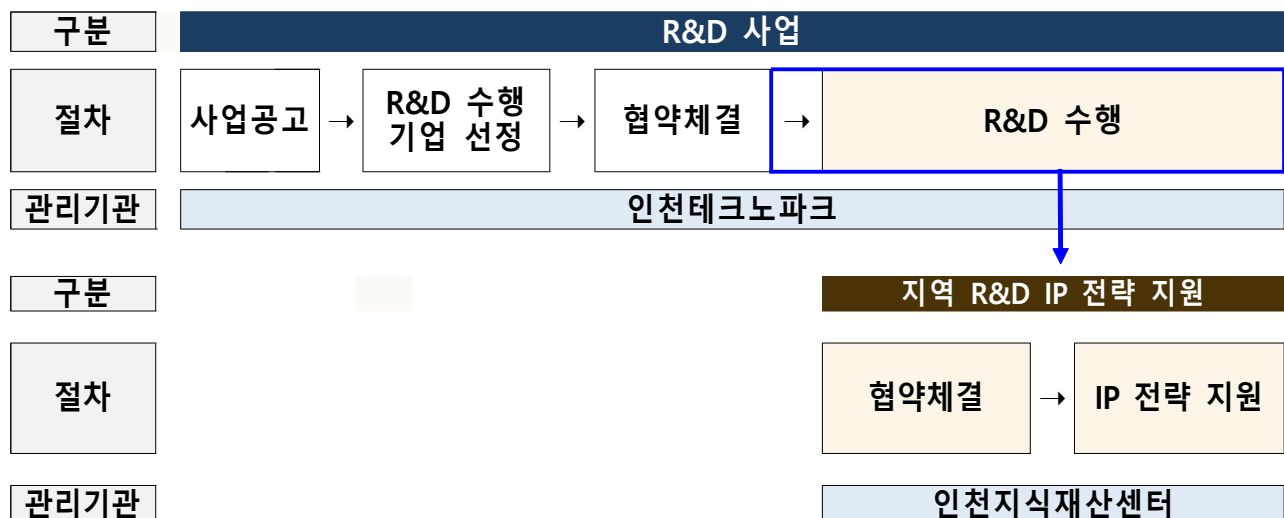 구분
R&D 사업
절차
사업공고 → R&D 수행
기업 선정 → 협약체결 → R&D 수행
관리기관
인천테크노파크
구분
지역 R&D IP 전략 지원
절차
협약체결 → IP 전략 지원
관리기관
인천지식재산센터